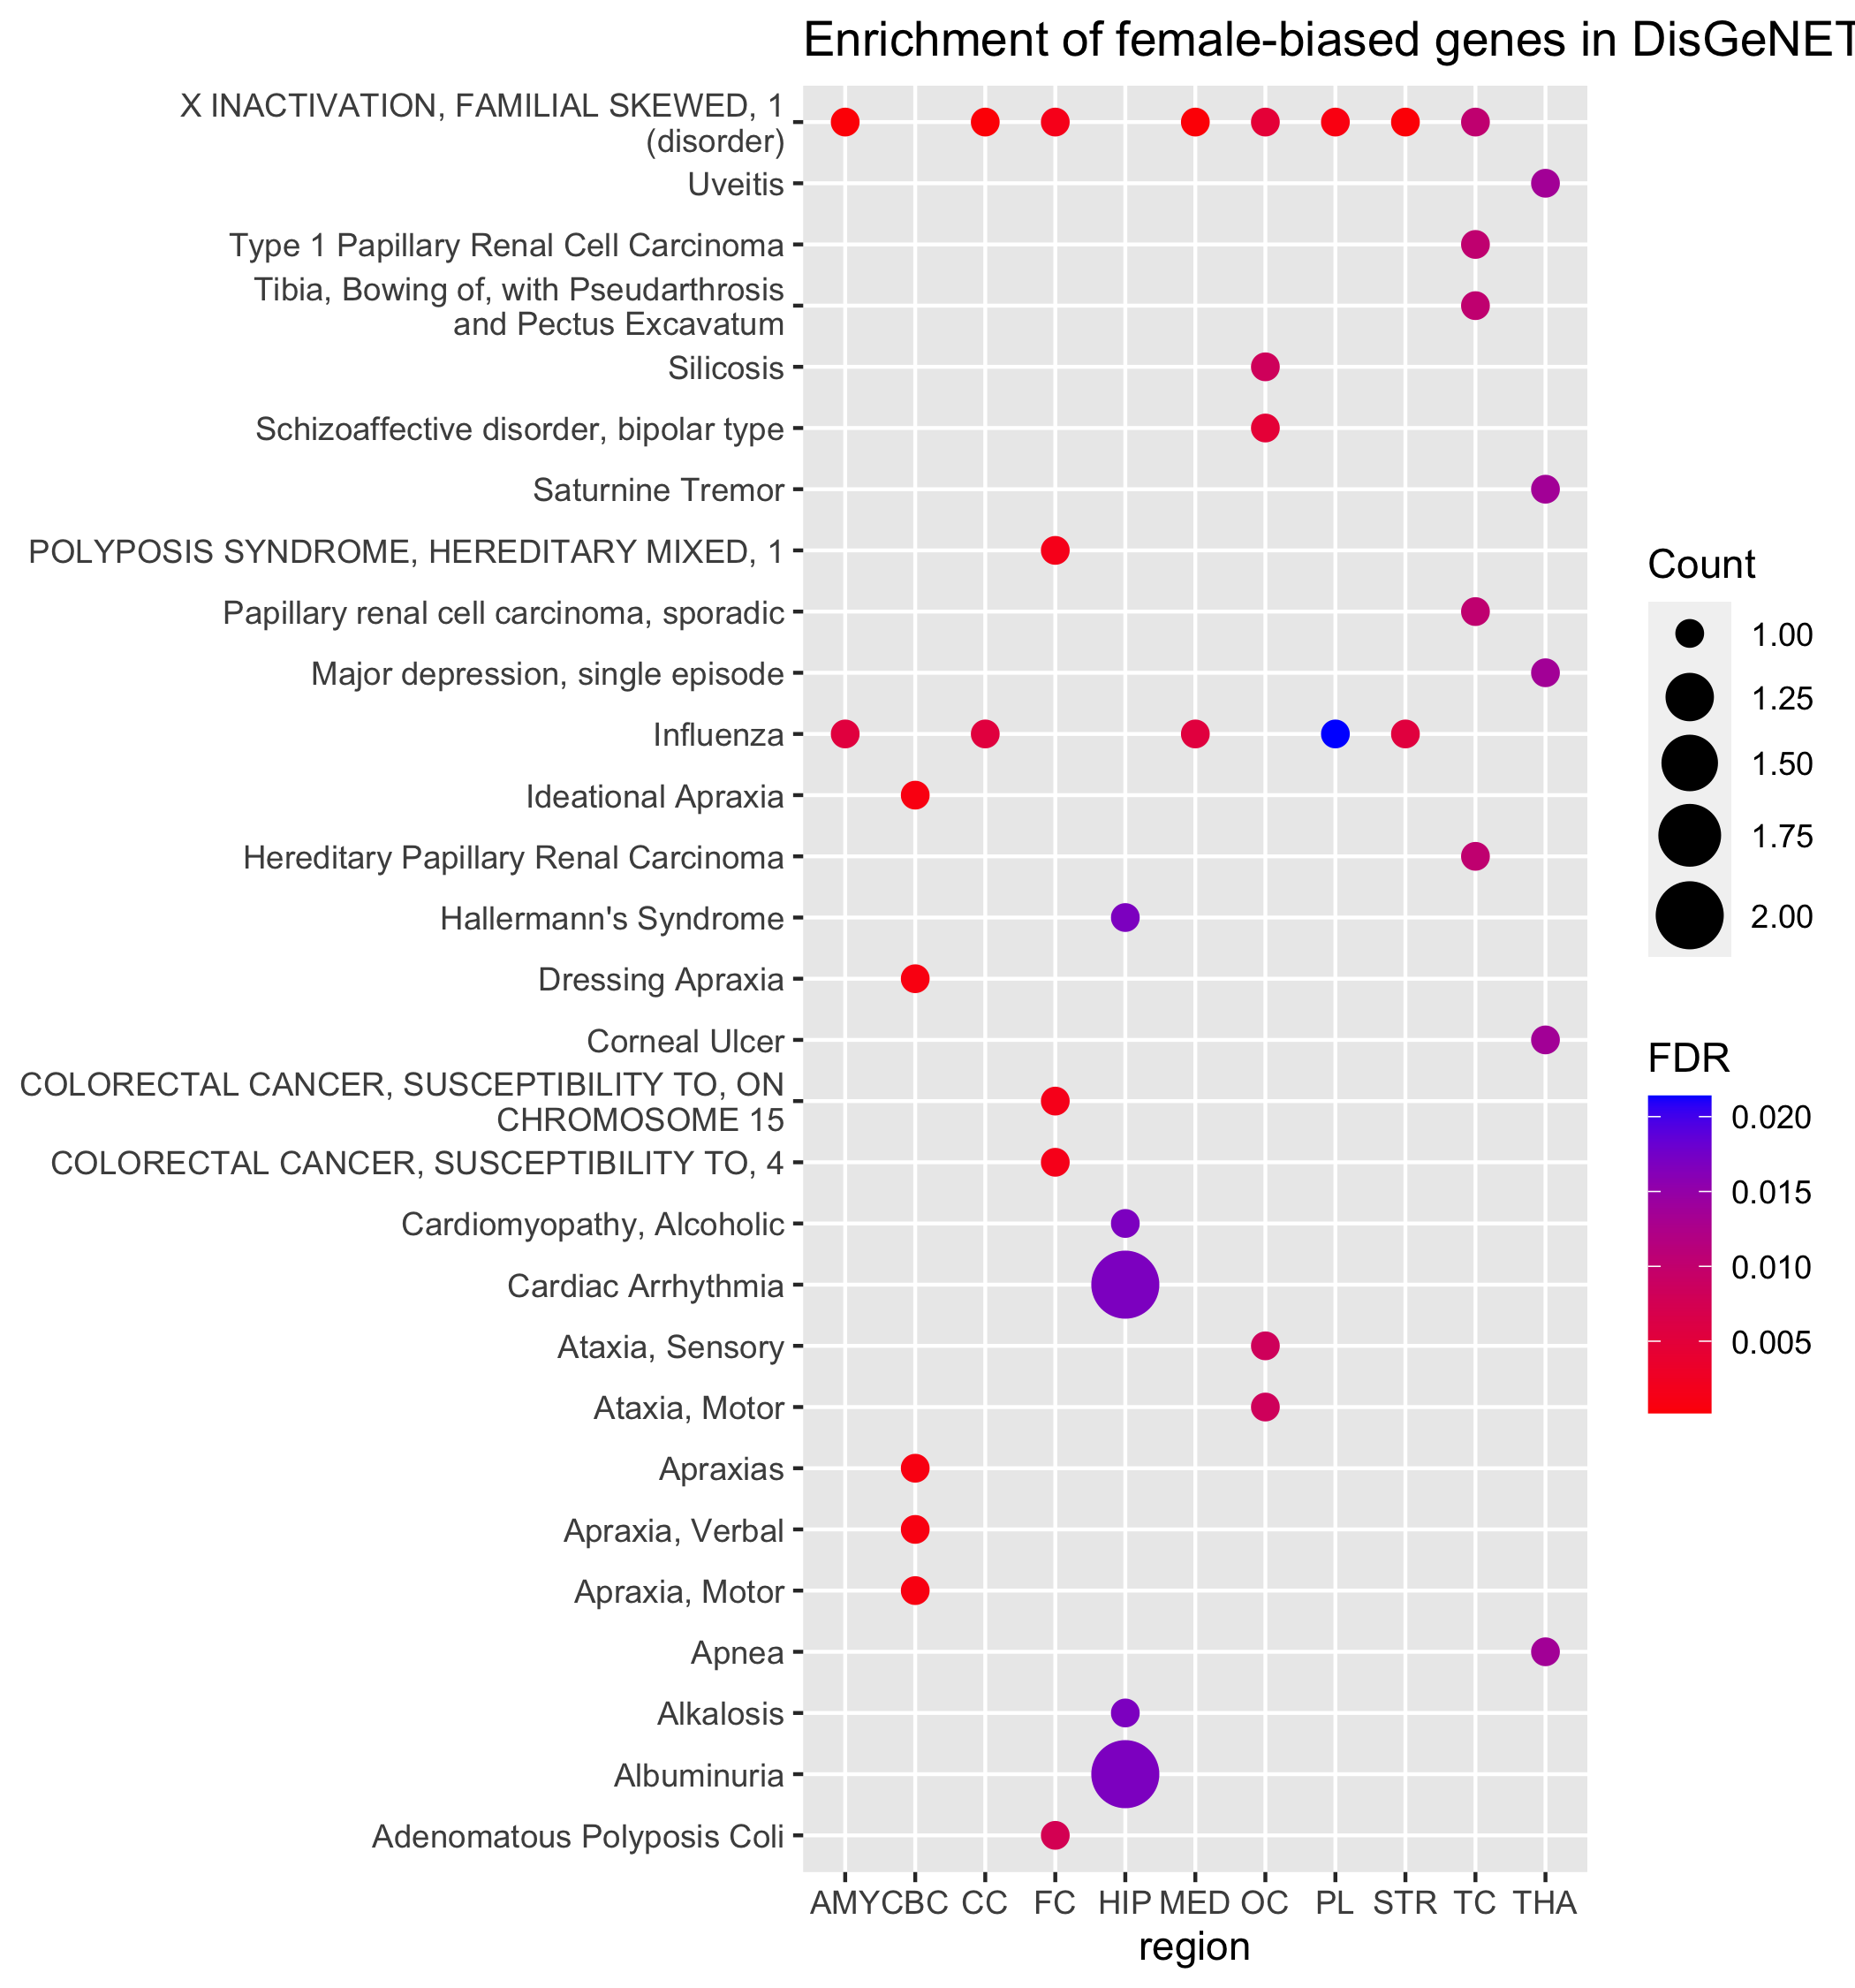 Enrichment of female-biased genes in DisGeNET
X INACTIVATION, FAMILIAL SKEWED, 1
(disorder)
Uveitis
Type 1 Papillary Renal Cell Carcinoma
Tibia, Bowing of, with Pseudarthrosis
and Pectus Excavatum
Silicosis
Schizoaffective disorder, bipolar type
Saturnine Tremor
POLYPOSIS SYNDROME, HEREDITARY MIXED, 1
Papillary renal cell carcinoma, sporadic
Major depression, single episode
Influenza
Ideational Apraxia
Hereditary Papillary Renal Carcinoma
Hallermann's Syndrome
Dressing Apraxia
Corneal Ulcer
COLORECTAL CANCER, SUSCEPTIBILITY TO, ON
CHROMOSOME 15
COLORECTAL CANCER, SUSCEPTIBILITY TO, 4
Cardiomyopathy, Alcoholic
Cardiac Arrhythmia
Ataxia, Sensory
Ataxia, Motor
Apraxias
Apraxia, Verbal
Apraxia, Motor
Apnea
Alkalosis
Albuminuria
Adenomatous Polyposis Coli
AMY CBC CC FC HIP MED OC PL STR TC THA
region
Count
1.00
1.25
1.50
1.75
2.00
FDR
0.020
0.015
0.010
0.005